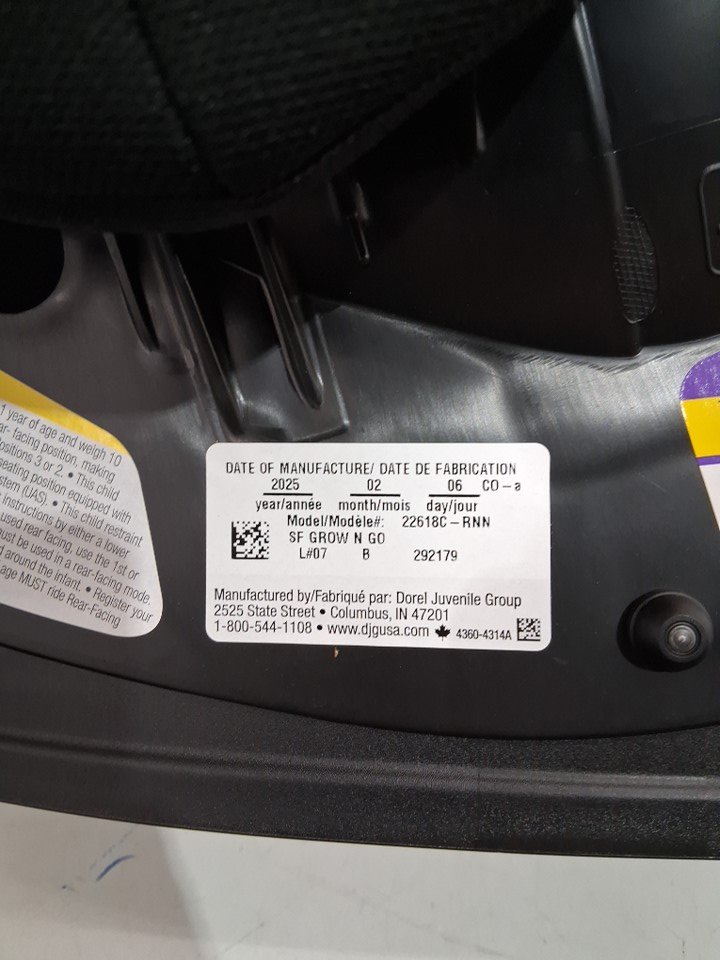 1 year of age and weigh 10
facing position, making
positions 3 or 2. • This child
seating position equipped with
(UAS). • This child restraint
instructions by either a lower
used rear facing, use the 1st or
must be used in a rear-facing mode.
around the infant. • Register your
age MUST ride Rear-Facing
DATE OF MANUFACTURE/ DATE DE FABRICATION
2025 02 06 CO-a
year/année month/mois day/jour
Model/Modèle#: 22618C-RNN
SF GROW N GO
L#07 B 292179
Manufactured by/Fabriqué par: Dorel Juvenile Group
2525 State Street • Columbus, IN 47201
1-800-544-1108 • www.djgusa.com 4360-4314A